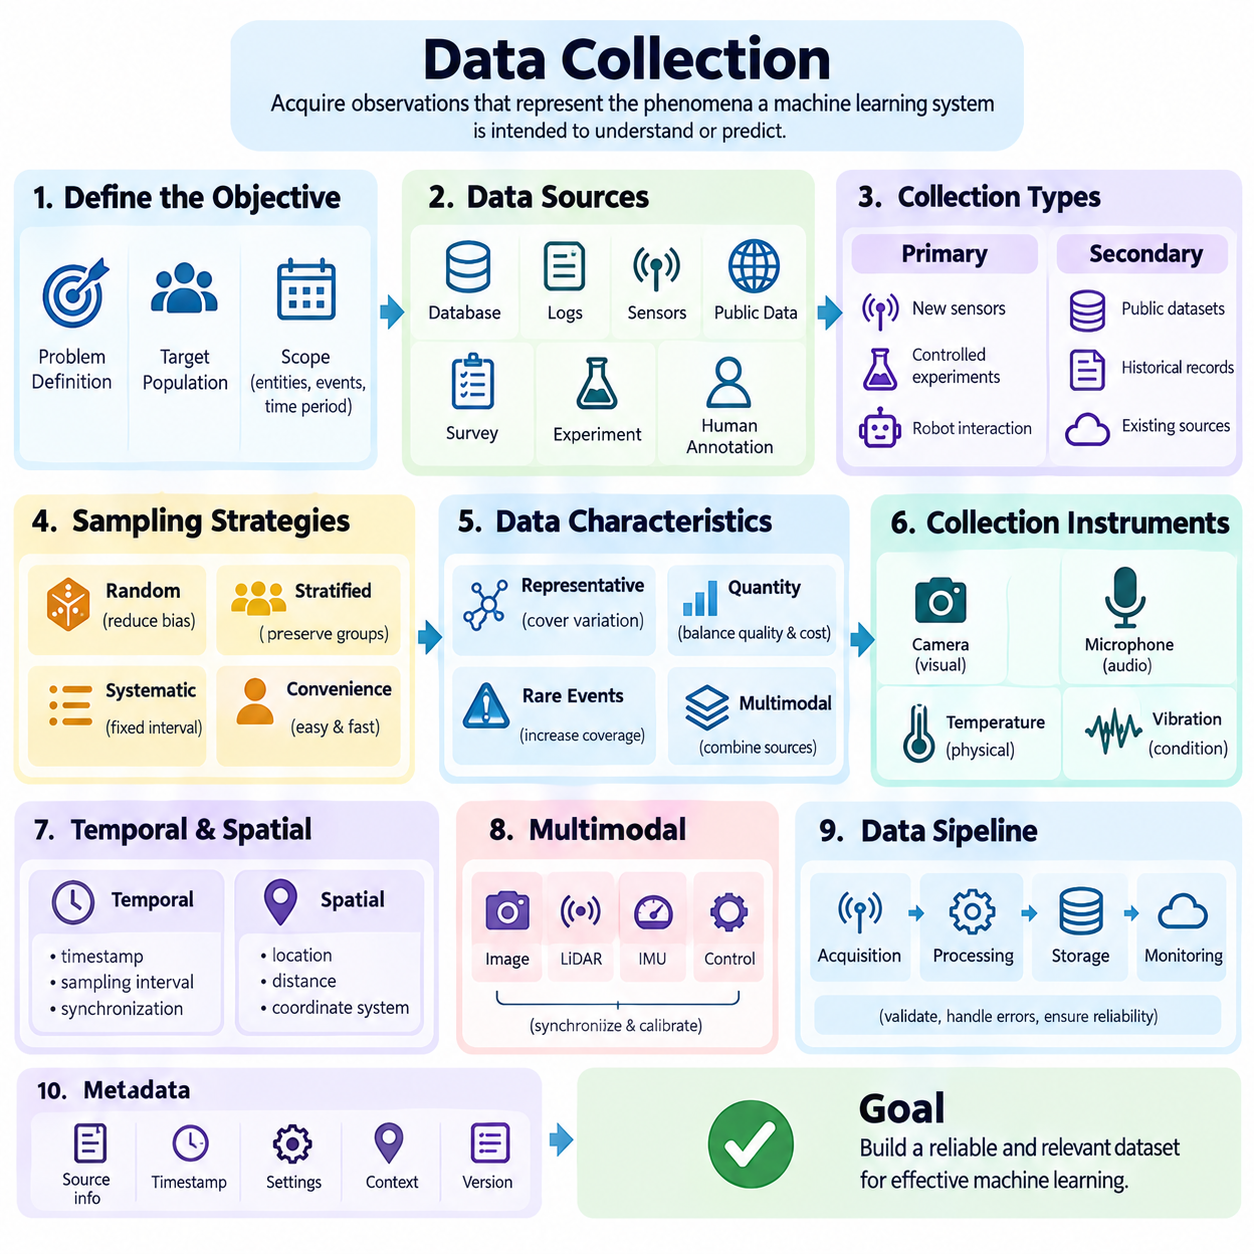 Data Collection
Acquire observations that represent the phenomena a machine learning system
is intended to understand or predict.
1. Define the Objective
Problem
Definition
Target
Population
Scope
(entities, events,
time period)
2. Data Sources
Database
Logs
Sensors
Public Data
Survey
Experiment
Human
Annotation
3. Collection Types
Primary
New sensors
Controlled
experiments
Robot interaction
Secondary
Public datasets
Historical records
Existing sources
4. Sampling Strategies
Random
(reduce bias)
Stratified
( preserve groups)
Systematic
(fixed interval)
Convenience
(easy & fast)
5. Data Characteristics
Representative
(cover variation)
Quantity
(balance quality & cost)
Rare Events
(increase coverage)
Multimodal
(combine sources)
6. Collection Instruments
Camera
(visual)
Microphone
(audio)
Temperature
(physical)
Vibration
(condition)
7. Temporal & Spatial
Temporal
• timestamp
• sampling interval
• synchronization
Spatial
• location
• distance
• coordinate system
8. Multimodal
Image
LiDAR
IMU
Control
(synchroniize & calibrate)
9. Data Sipeline
Acquisition
Processing
Storage
Monitoring
(validate, handle errors, ensure reliability)
10. Metadata
Source
info
Timestamp
Settings
Context
Version
Goal
Build a reliable and relevant dataset
for effective machine learning.